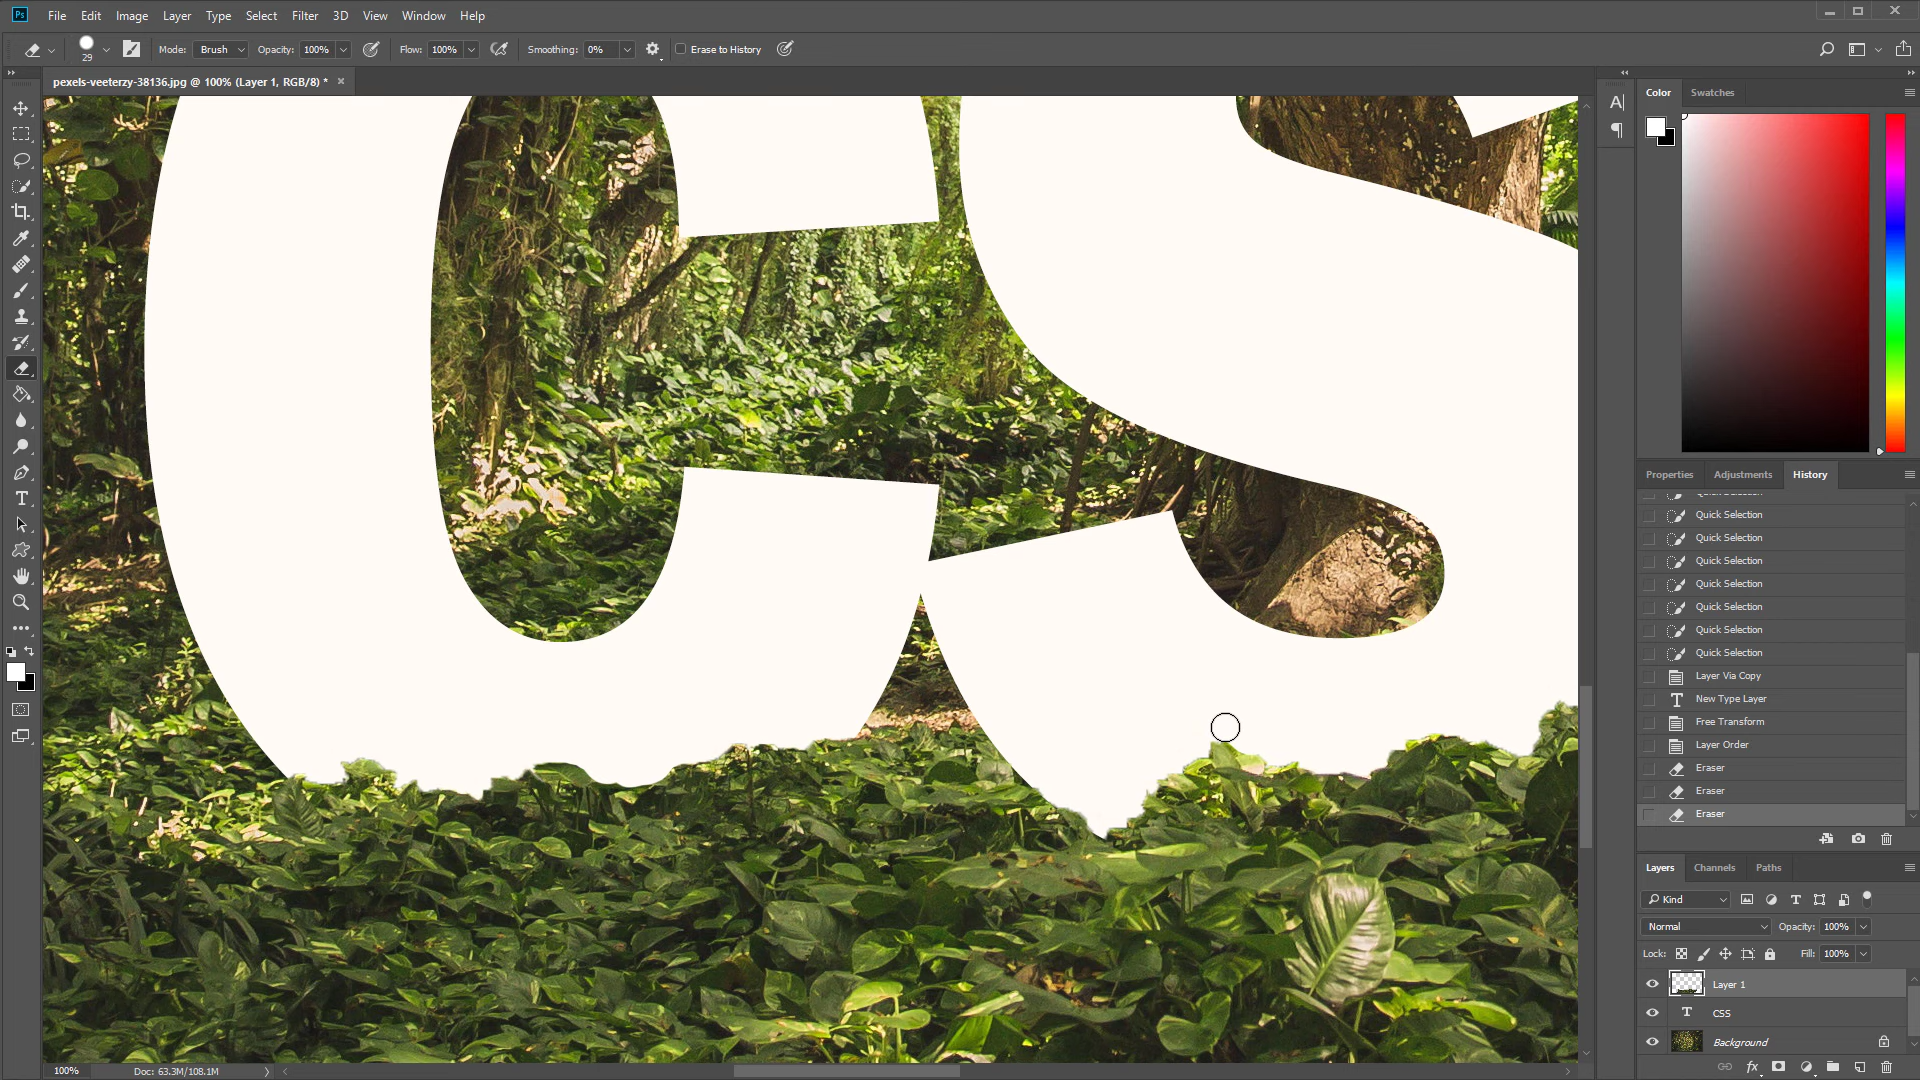 Ps File Edit Image Layer Type Select Filter 3D View Window Help
29 Mode: Brush Opacity: 100% Flow: 100% Smoothing: 0% Erase to History
pexels-veeterzy-38136.jpg @ 100% (Layer 1, RGB/8) *
Color Swatches
Properties Adjustments History
Quick Selection
Quick Selection
Quick Selection
Quick Selection
Quick Selection
Quick Selection
Quick Selection
Quick Selection
Layer Via Copy
New Type Layer
Free Transform
Layer Order
Eraser
Eraser
Eraser
Layers Channels Paths
Kind
Normal Opacity: 100%
Lock: Fill: 100%
Layer 1
CSS
Background
100% Doc: 63.3M/108.1M